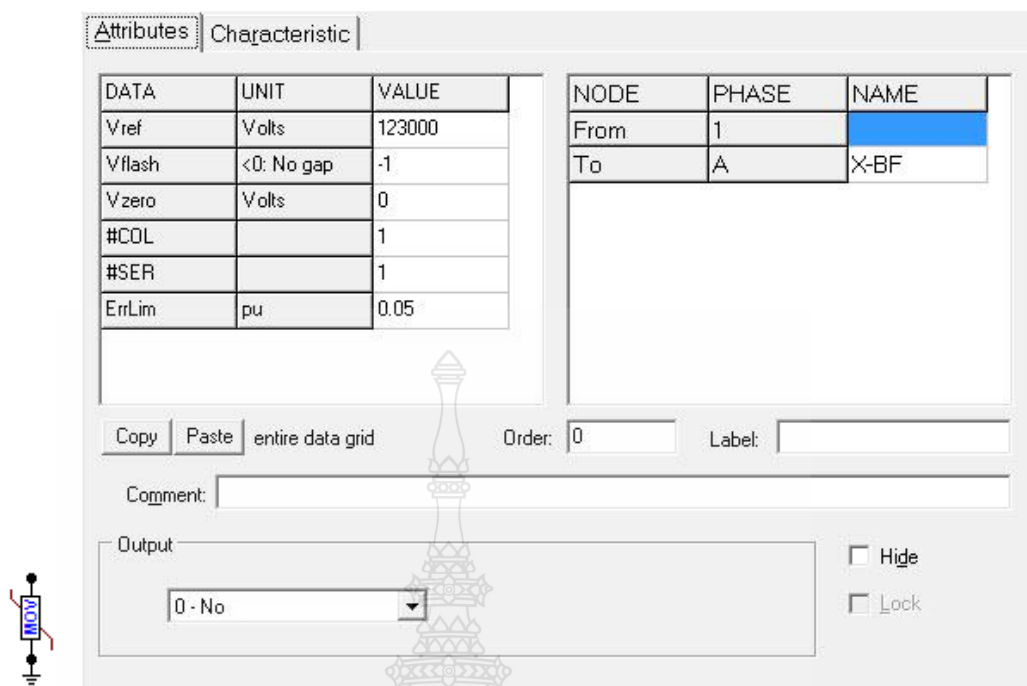 Attributes Characteristic
DATA UNIT VALUE
Vref Volts 123000
Vflash <0: No gap -1
Vzero Volts 0
#COL 1
#SER 1
ErrLim pu 0.05
NODE PHASE NAME
From 1
To A X-BF
Copy Paste entire data grid Order: 0 Label:
Comment:
Output
0 - No
Hide
Lock
MOV